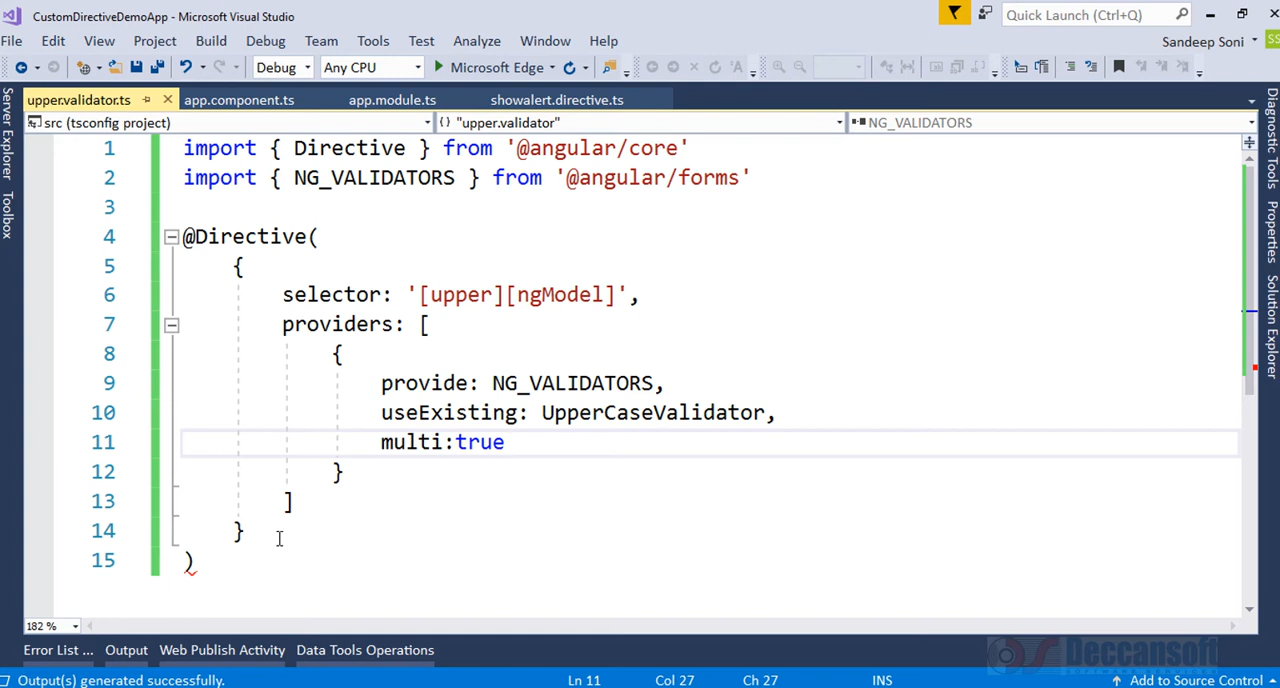 CustomDirectiveDemoApp - Microsoft Visual Studio
Quick Launch (Ctrl+Q)
File Edit View Project Build Debug Team Tools Test Analyze Window Help
Sandeep Soni
SS
Debug Any CPU Microsoft Edge
upper.validator.ts app.component.ts app.module.ts showalert.directive.ts
src (tsconfig project) "upper.validator" NG_VALIDATORS
Server Explorer
Toolbox
Diagnostic Tools
Properties
Solution Explorer
1 import { Directive } from '@angular/core'
2 import { NG_VALIDATORS } from '@angular/forms'
3
4 @Directive(
5 {
6 selector: '[upper][ngModel]',
7 providers: [
8 {
9 provide: NG_VALIDATORS,
10 useExisting: UpperCaseValidator,
11 multi:true
12 }
13 ]
14 }
15 )
182 %
Deccansoft
Error List ... Output Web Publish Activity Data Tools Operations
Output(s) generated successfully. Ln 11 Col 27 Ch 27 INS Add to Source Control